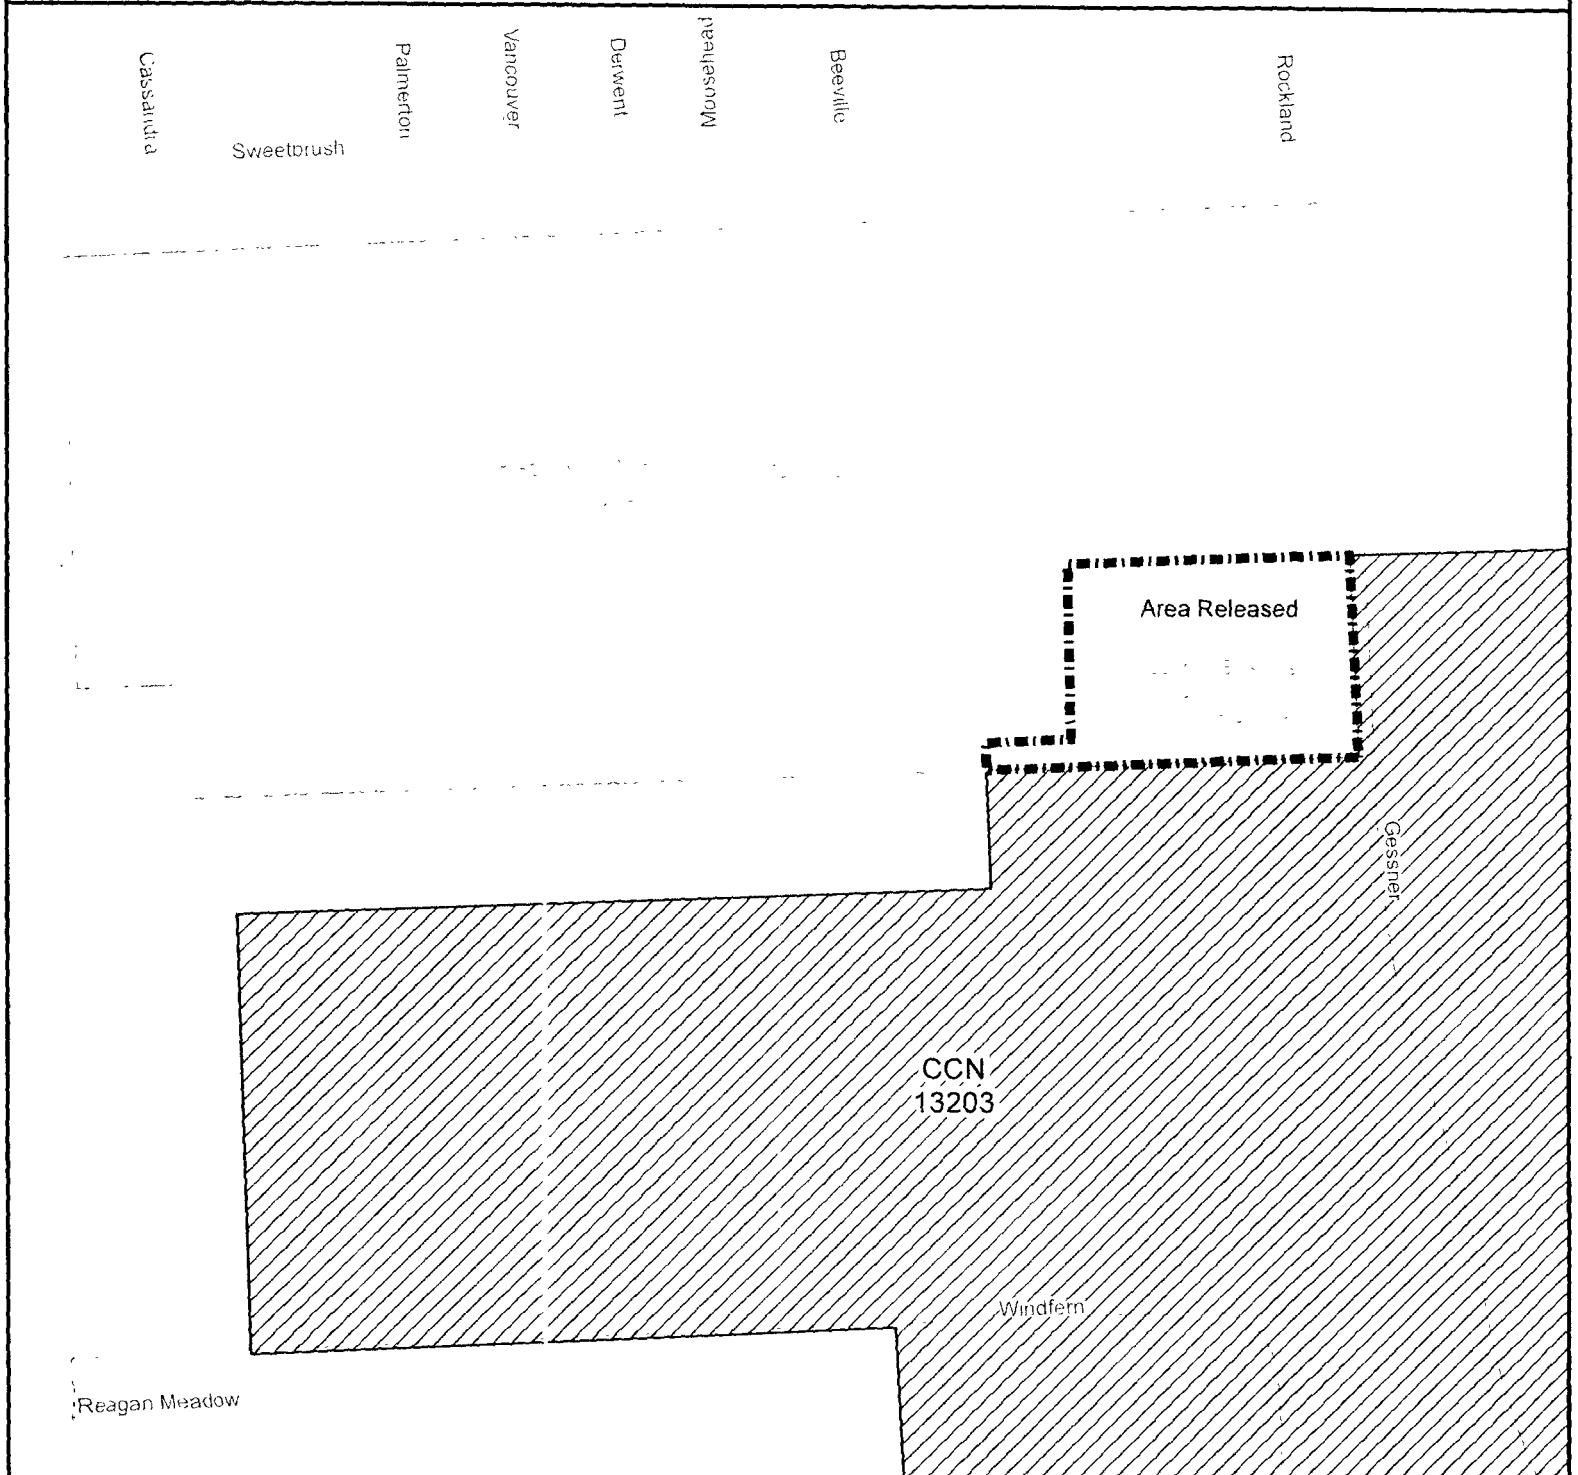 Cassandra
Sweetbrush
Palmerton
Vancouver
Derwent
Moosehead
Beeville
Rockland
Area Released
Gessner
CCN
13203
Windfern
Reagan Meadow